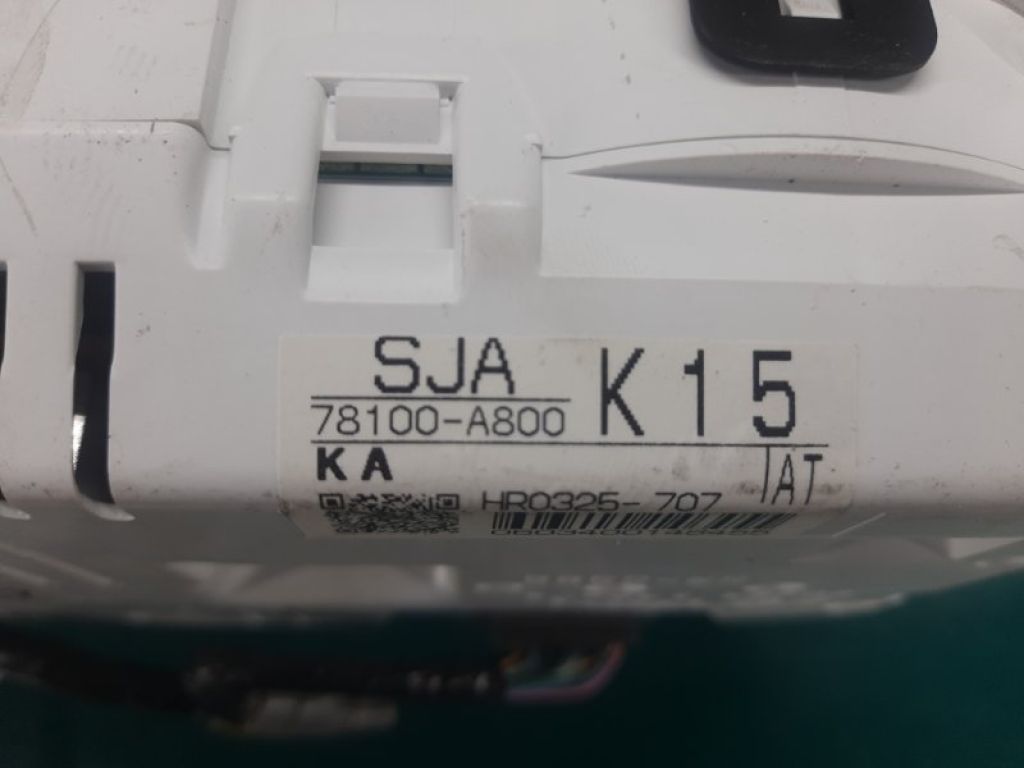 SJA
78100-A800
K15
KA
AT
HR0325-707